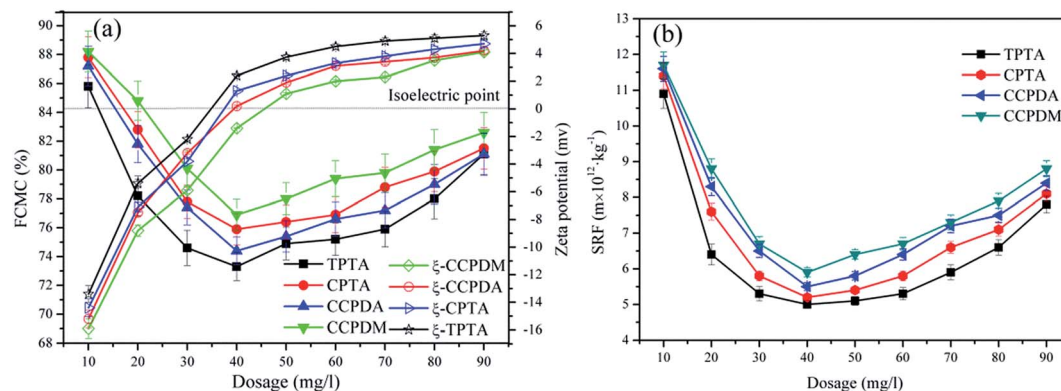 (a)
FCMC (%)
90
88
86
84
82
80
78
76
74
72
70
68
Isoelectric point
TPTA
CPTA
CCPDA
CCPDM
ξ-CCPDM
ξ-CCPDA
ξ-CPTA
ξ-TPTA
6
4
2
0
-2
-4
-6
-8
-10
-12
-14
-16
Zeta potential (mv)
10 20 30 40 50 60 70 80 90
Dosage (mg/l)
(b)
SRF (m×10¹²·kg⁻¹)
13
12
11
10
9
8
7
6
5
4
TPTA
CPTA
CCPDA
CCPDM
10 20 30 40 50 60 70 80 90
Dosage (mg/l)